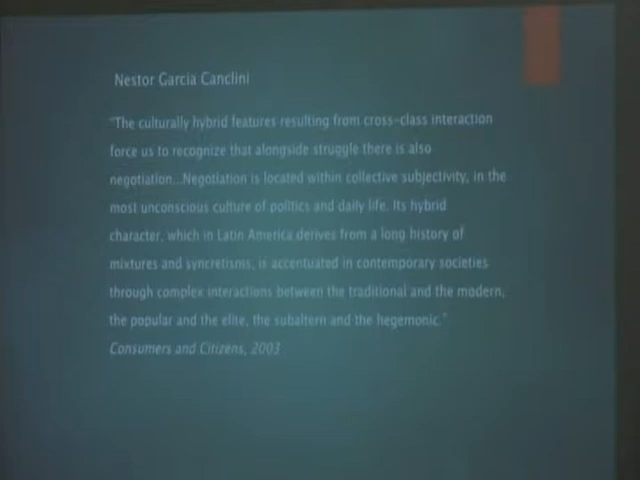 Nestor Garcia Canclini
"The culturally hybrid features resulting from cross-class interaction
force us to recognize that alongside struggle there is also
negotiation...Negotiation is located within collective subjectivity, in the
most unconscious culture of politics and daily life. Its hybrid
character, which in Latin America derives from a long history of
mixtures and syncretisms, is accentuated in contemporary societies
through complex interactions between the traditional and the modern,
the popular and the elite, the subaltern and the hegemonic."
Consumers and Citizens, 2003